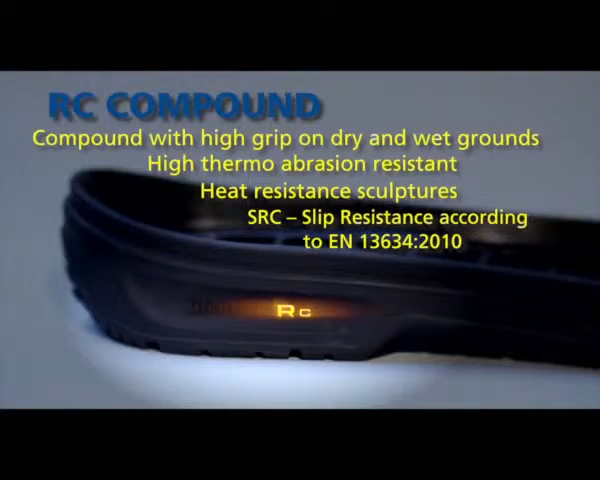 RC COMPOUND
Compound with high grip on dry and wet grounds
High thermo abrasion resistant
Heat resistance sculptures
SRC – Slip Resistance according
to EN 13634:2010
Rc